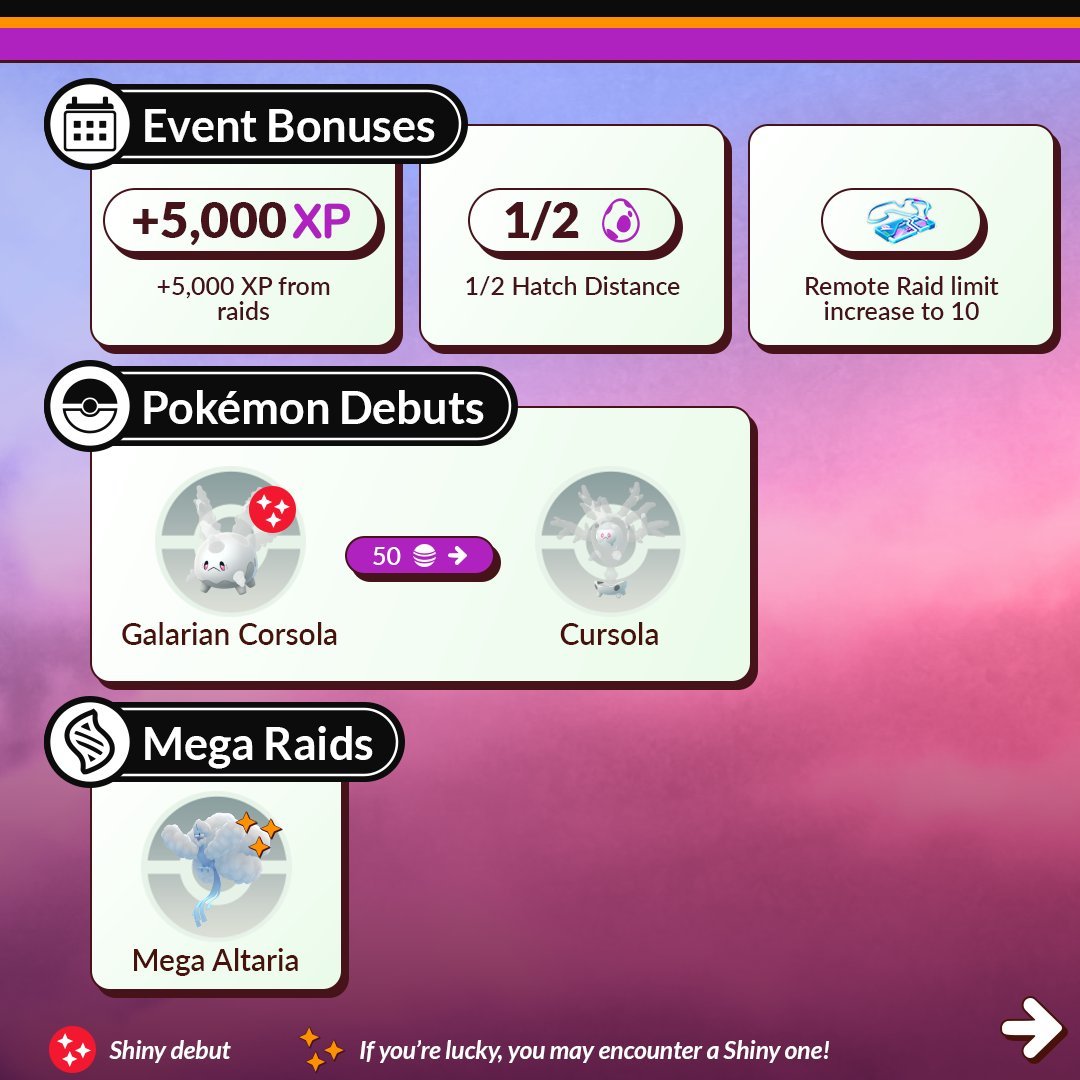 Event Bonuses
+5,000 XP
+5,000 XP from
raids
1/2
1/2 Hatch Distance
Remote Raid limit
increase to 10
Pokémon Debuts
50
Galarian Corsola
Cursola
Mega Raids
Mega Altaria
Shiny debut
If you’re lucky, you may encounter a Shiny one!